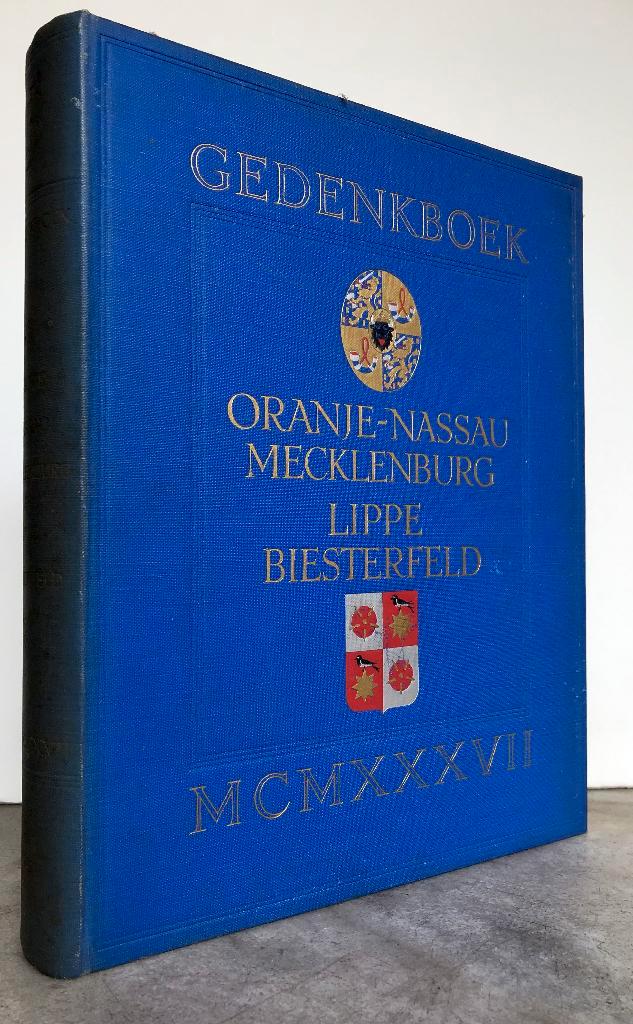 GEDENKBOEK
ORANJE-NASSAU
MECKLENBURG
LIPPE
BIESTERFELD
MCMXXXVII